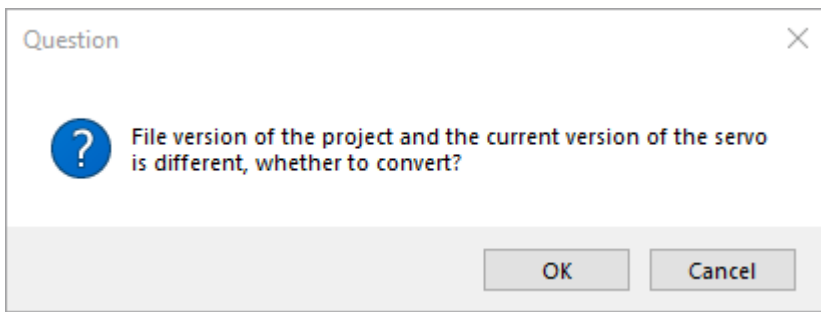 Question
File version of the project and the current version of the servo
is different, whether to convert?
OK
Cancel